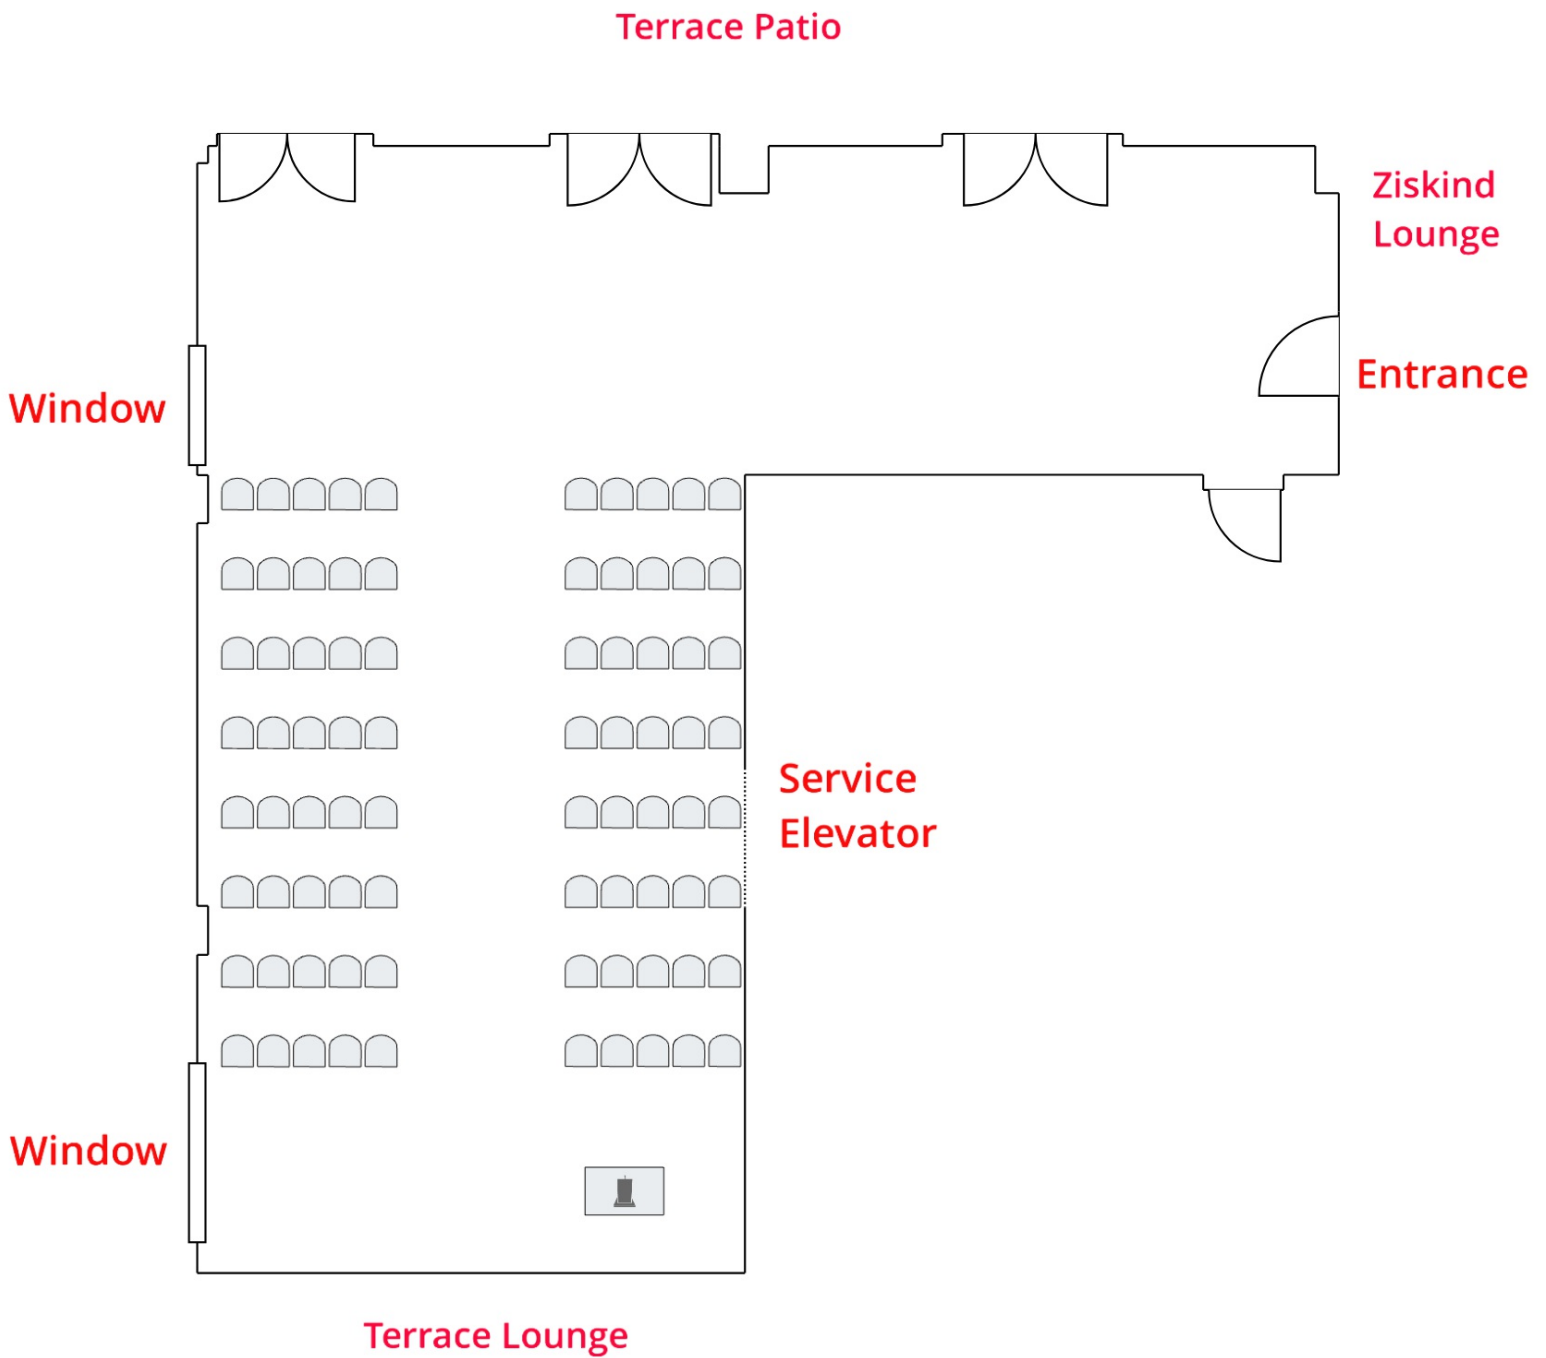 Terrace Patio
Ziskind
Lounge
Entrance
Window
Service
Elevator
Window
Terrace Lounge